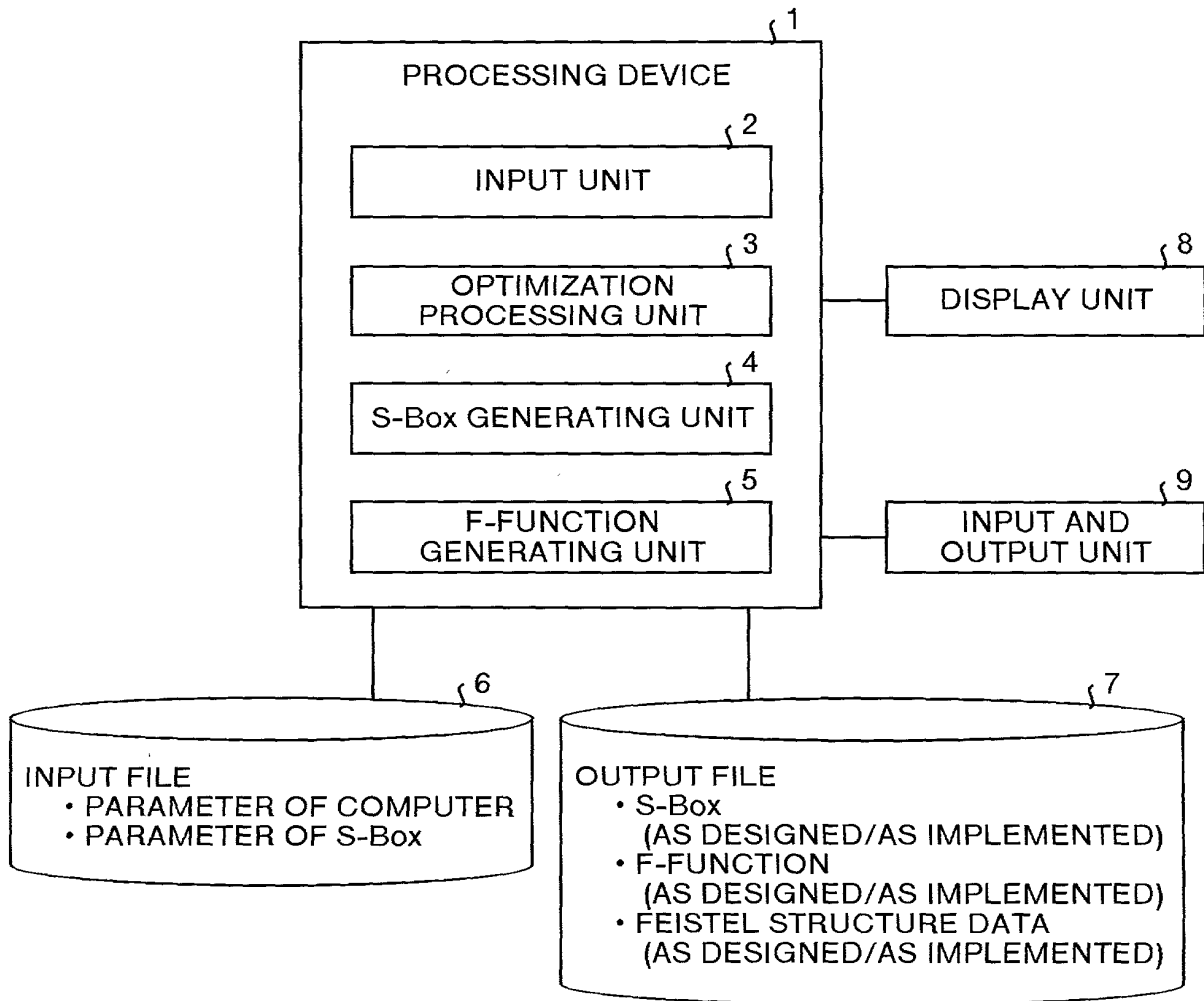 1
PROCESSING DEVICE
2
INPUT UNIT
3
OPTIMIZATION
PROCESSING UNIT
8
DISPLAY UNIT
4
S-Box GENERATING UNIT
5
F-FUNCTION
GENERATING UNIT
9
INPUT AND
OUTPUT UNIT
6
INPUT FILE
・PARAMETER OF COMPUTER
・PARAMETER OF S-Box
7
OUTPUT FILE
・S-Box
(AS DESIGNED/AS IMPLEMENTED)
・F-FUNCTION
(AS DESIGNED/AS IMPLEMENTED)
・FEISTEL STRUCTURE DATA
(AS DESIGNED/AS IMPLEMENTED)